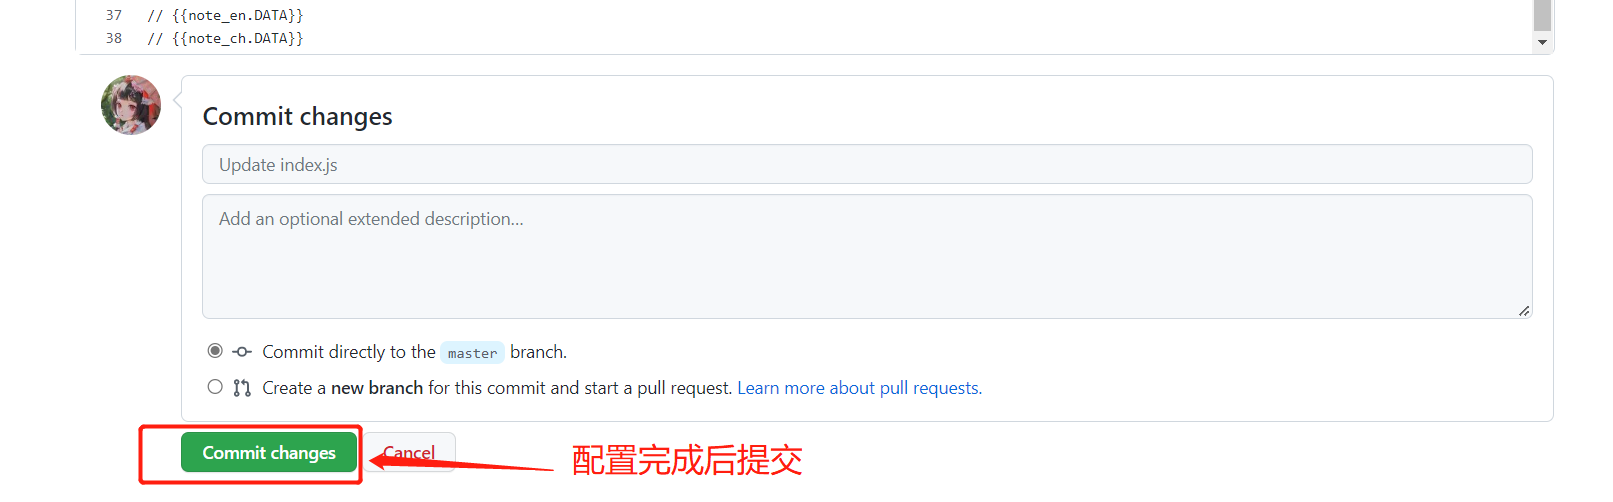 37 // {{note_en.DATA}}
38 // {{note_ch.DATA}}
Commit changes
Update index.js
Add an optional extended description...
Commit directly to the master branch.
Create a new branch for this commit and start a pull request. Learn more about pull requests.
Commit changes Cancel 配置完成后提交